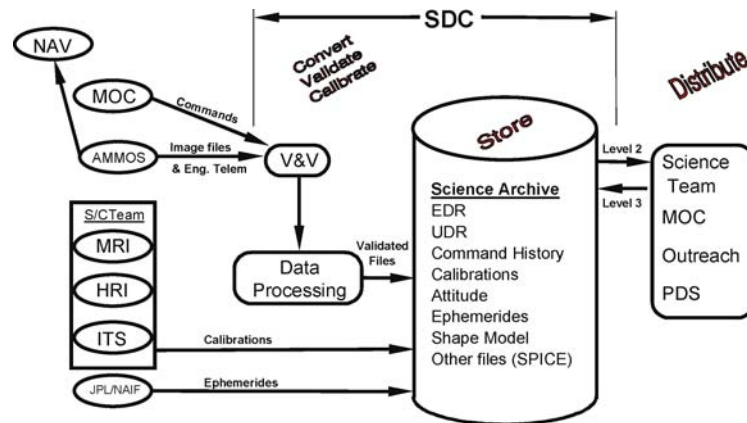 SDC
NAV
Convert
Validate
Calibrate
Distribute
MOC
Commands
Store
AMMOS
Image files
& Eng. Telem
V&V
Level 2
Level 3
Science
Team
MOC
Outreach
PDS
S/CTeam
MRI
HRI
ITS
Data
Processing
Validated
Files
Science Archive
EDR
UDR
Command History
Calibrations
Attitude
Ephemerides
Shape Model
Other files (SPICE)
Calibrations
JPL/NAIF
Ephemerides